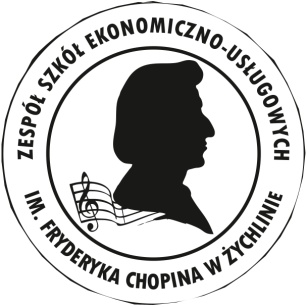 ZESPÓŁ SZKÓŁ EKONOMICZNO-USŁUGOWYCH
IM. FRYDERYKA CHOPINA W ŻYCHLINIE